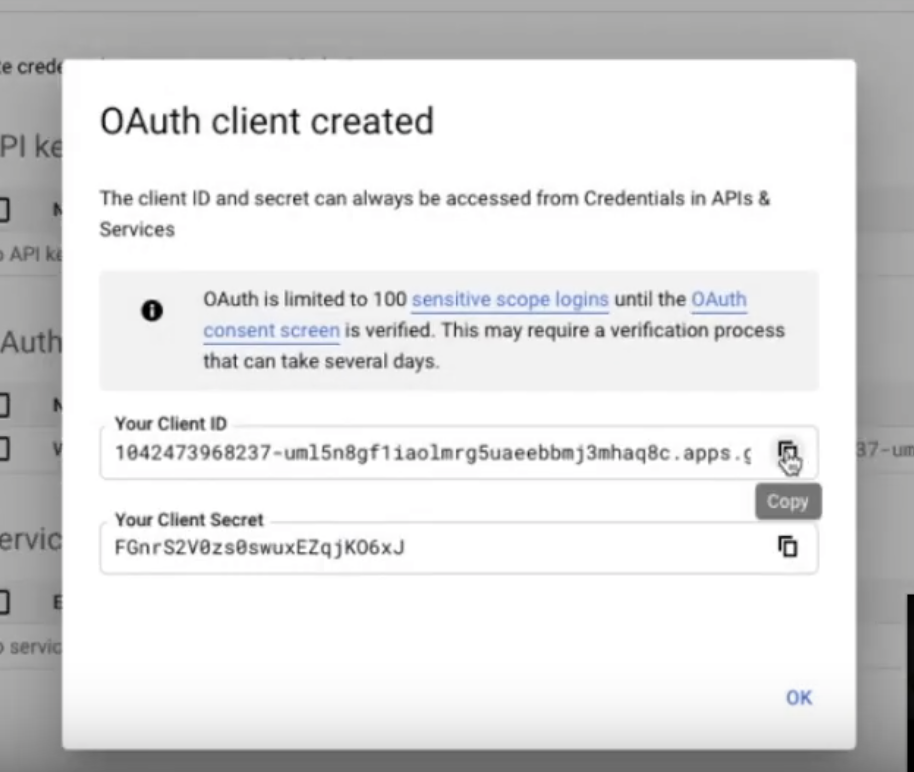 te crede
OAuth client created
PI ke
The client ID and secret can always be accessed from Credentials in APIs &
Services
API ke
OAuth is limited to 100 sensitive scope logins until the OAuth
consent screen is verified. This may require a verification process
that can take several days.
Auth
Your Client ID
1042473968237-uml5n8gf1iaolmrg5uaeebbmj3mhaq8c.apps.g
37-um
Copy
Your Client Secret
FGnrS2V0zs0swuxEZqjKO6xJ
ervic
servic
OK